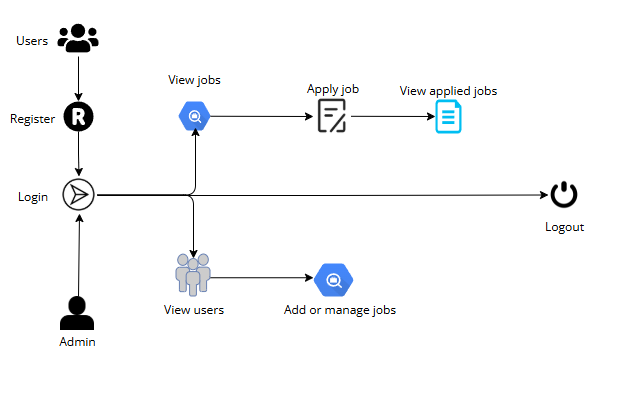 Users
View jobs
Apply job
View applied jobs
Register
R
Login
Logout
View users
Add or manage jobs
Admin